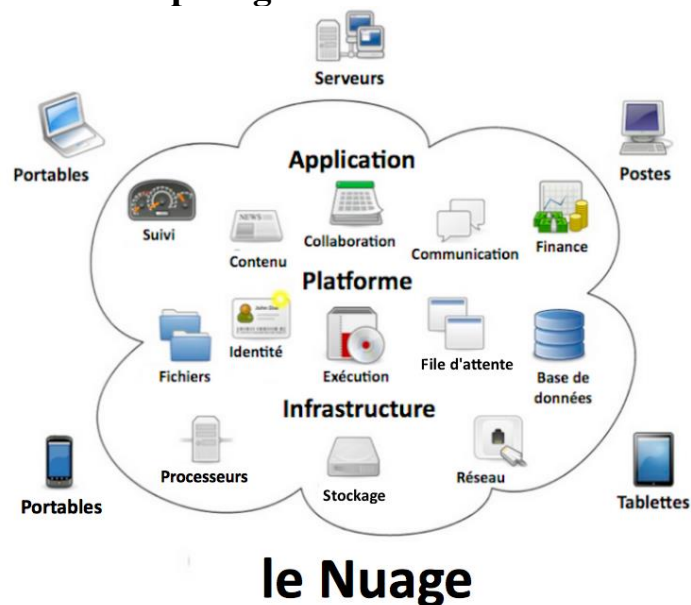 Serveurs
Portables
Postes
Application
Suivi
NEWS
Contenu
Collaboration
Communication
Finance
Platforme
Fichiers
Identité
Exécution
File d'attente
Base de
données
Infrastructure
Processeurs
Stockage
Réseau
Portables
Tablettes
le Nuage